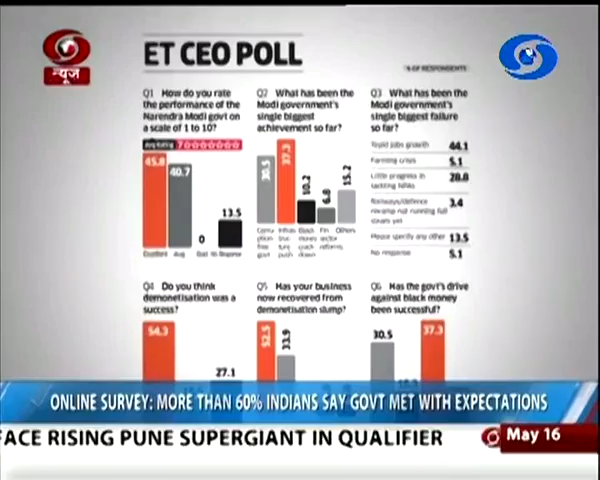 न्यूज़
ET CEO POLL
% OF RESPONDENTS
Q1 How do you rate
the performance of the
Narendra Modi govt on
a scale of 1 to 10?
Avg Rating 7
45.8
40.7
0
13.5
Excellent Avg Bad No Response
Q2 What has been the
Modi government's
single biggest
achievement so far?
30.5
37.3
10.2
6.8
15.2
Others
Q3 What has been the
Modi government's
single biggest failure
so far?
Tepid jobs growth 44.1
Farming crisis 5.1
Little progress in
tackling NPAs 28.8
3.4
Please specify any other 13.5
No response 5.1
Q4 Do you think
demonetisation was a
success?
54.3
27.1
Q5 Has your business
now recovered from
demonetisation slump?
52.5
33.9
Q6 Has the govt's drive
against black money
been successful?
30.5
37.3
ONLINE SURVEY: MORE THAN 60% INDIANS SAY GOVT MET WITH EXPECTATIONS
FACE RISING PUNE SUPERGIANT IN QUALIFIER
May 16